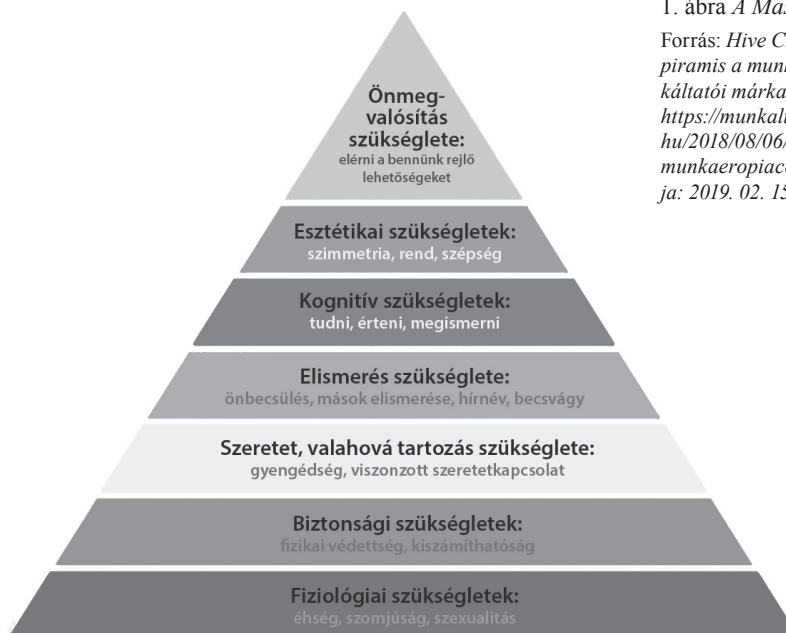 1. ábra A Mas
Forrás: Hive C
piramis a munk
káltatói márka
https://munkalt
hu/2018/08/06/
munkaeropiaco
ja: 2019. 02. 15
Önmeg-
valósítás
szükséglete:
elérni a bennünk rejlő
lehetőségeket
Esztétikai szükségletek:
szimmetria, rend, szépség
Kognitív szükségletek:
tudni, érteni, megismerni
Elismerés szükséglete:
önbecsülés, mások elismerése, hírnév, becsvágy
Szeretet, valahová tartozás szükséglete:
gyengédség, viszonzott szeretetkapcsolat
Biztonsági szükségletek:
fizikai védettség, kiszámíthatóság
Fiziológiai szükségletek:
éhség, szomjúság, szexualitás